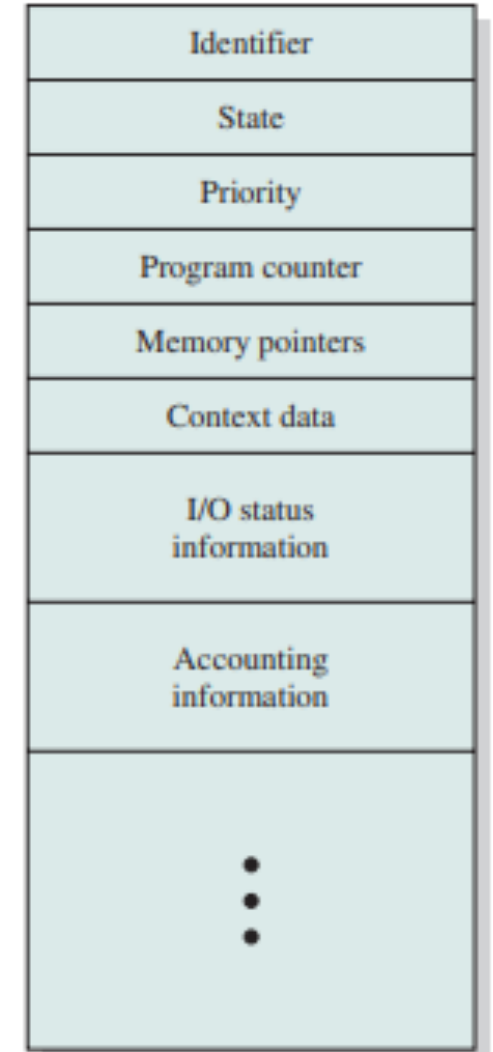 Identifier
State
Priority
Program counter
Memory pointers
Context data
I/O status
information
Accounting
information